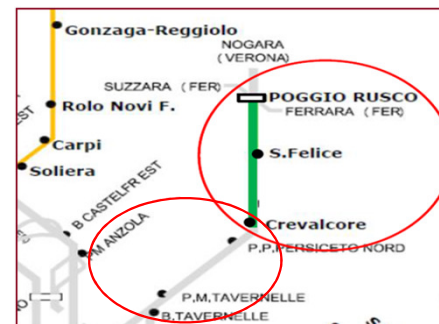 Gonzaga-Reggiolo
NOGARA
(VERONA)
SUZZARA (FER)
POGGIO RUSCO
Rolo Novi F.
FERRARA (FER)
Carpi
S.Felice
Soliera
B CASTELFR EST
PM ANZOLA
Crevalcore
P,P,PERSICETO NORD
P,M,TAVERNELLE
B,TAVERNELLE